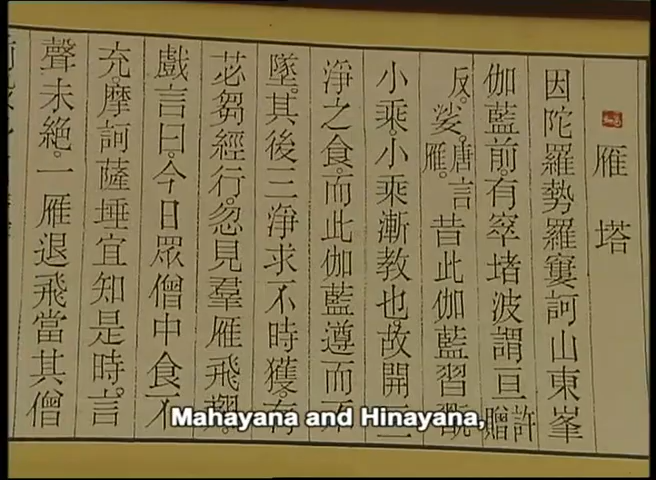 雁塔
因陀羅勢羅窶訶山東峯
伽藍前。有窣堵波謂亘許贈
反。娑。唐言雁。昔此伽藍習翫
小乘。小乘漸教也。故開三
淨之食。而此伽藍遵而不
墜。其後三淨求不時獲。有
苾芻經行。忽見羣雁飛翔。
戲言曰。今日眾僧中食不
充。摩訶薩埵宜知是時。言
聲未絕。一雁退飛當其僧
Mahayana and Hinayana,